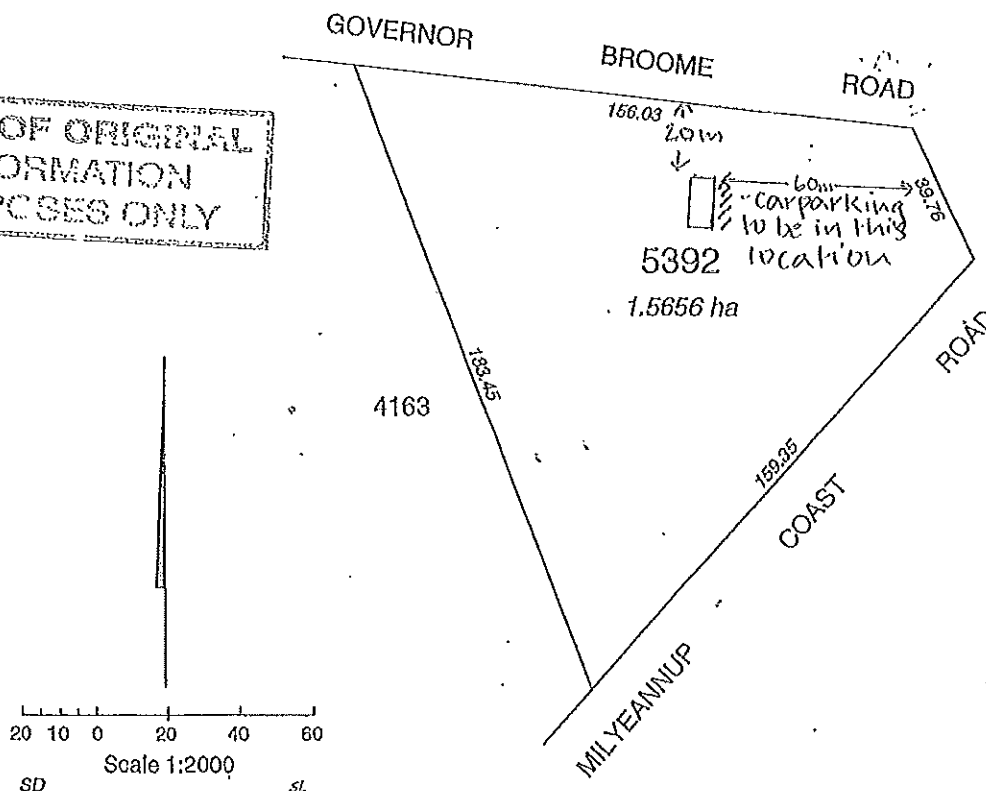 GOVERNOR BROOME ROAD
OF ORIGINAL
ORMATION
ONLY
156.03
20m
60m
39.76
carparking
to be in this
location
5392
1.5656 ha
ROAD
183.45
4163
159.35
COAST
MILYEANNUP
20 10 0 20 40 60
Scale 1:2000
SD
SL